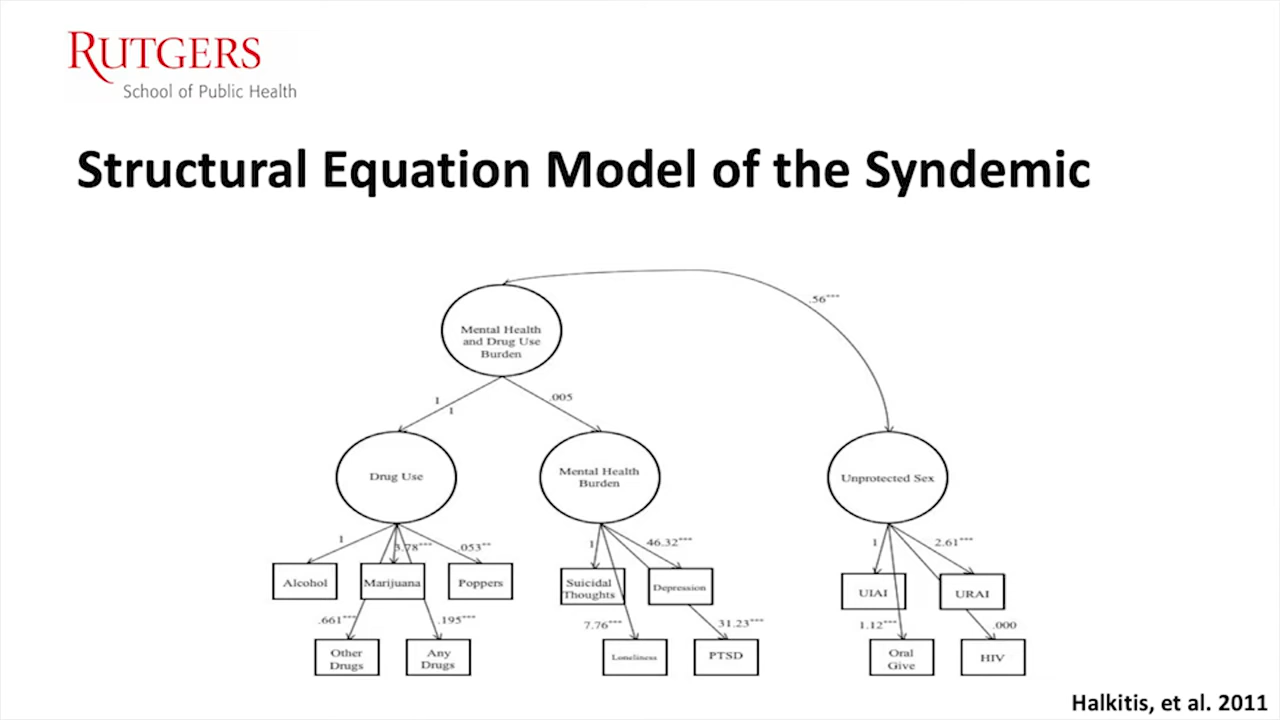 RUTGERS
School of Public Health
Structural Equation Model of the Syndemic
.56***
Mental Health
and Drug Use
Burden
1
1
.005
Drug Use
Mental Health
Burden
Unprotected Sex
1
3.78***
.053**
1
46.32***
1
2.61***
Alcohol
Marijuana
Poppers
Suicidal
Thoughts
Depression
UIAI
URAI
.661***
.195***
7.76***
31.23***
1.12***
.000
Other
Drugs
Any
Drugs
Loneliness
PTSD
Oral
Give
HIV
Halkitis, et al. 2011